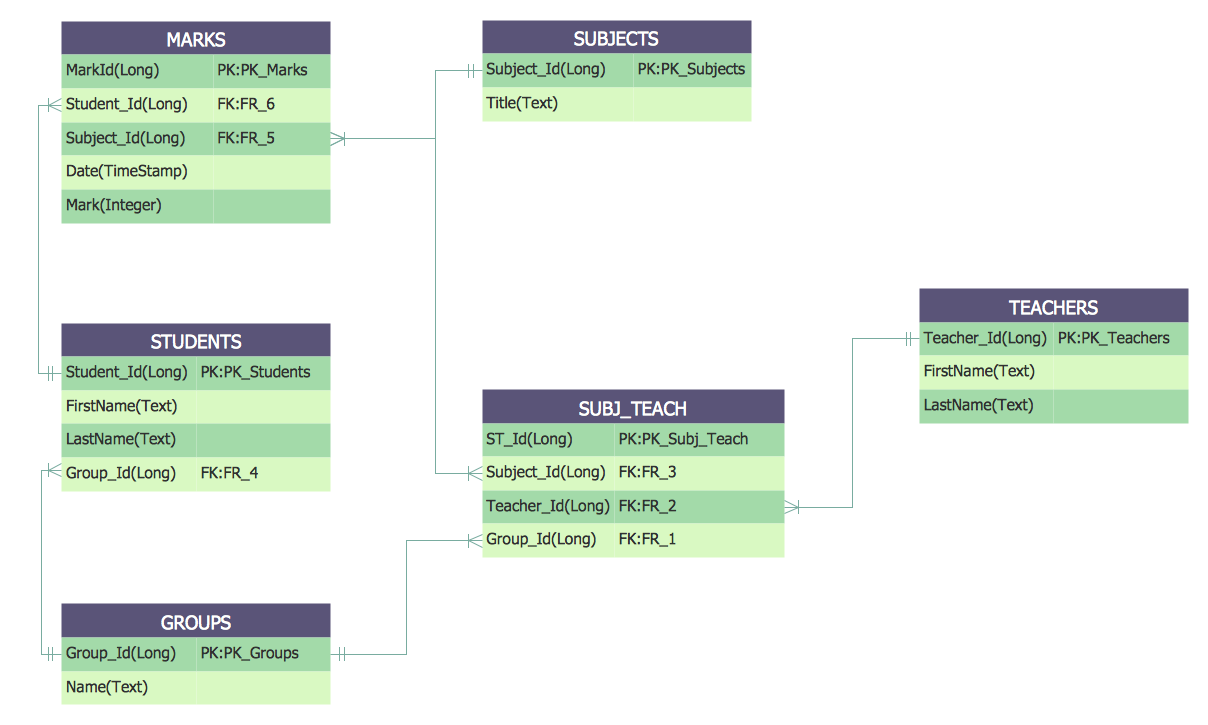 MARKS
MarkId(Long) PK:PK_Marks
Student_Id(Long) FK:FR_6
Subject_Id(Long) FK:FR_5
Date(TimeStamp)
Mark(Integer)
SUBJECTS
Subject_Id(Long) PK:PK_Subjects
Title(Text)
TEACHERS
Teacher_Id(Long) PK:PK_Teachers
FirstName(Text)
LastName(Text)
STUDENTS
Student_Id(Long) PK:PK_Students
FirstName(Text)
LastName(Text)
Group_Id(Long) FK:FR_4
SUBJ_TEACH
ST_Id(Long) PK:PK_Subj_Teach
Subject_Id(Long) FK:FR_3
Teacher_Id(Long) FK:FR_2
Group_Id(Long) FK:FR_1
GROUPS
Group_Id(Long) PK:PK_Groups
Name(Text)